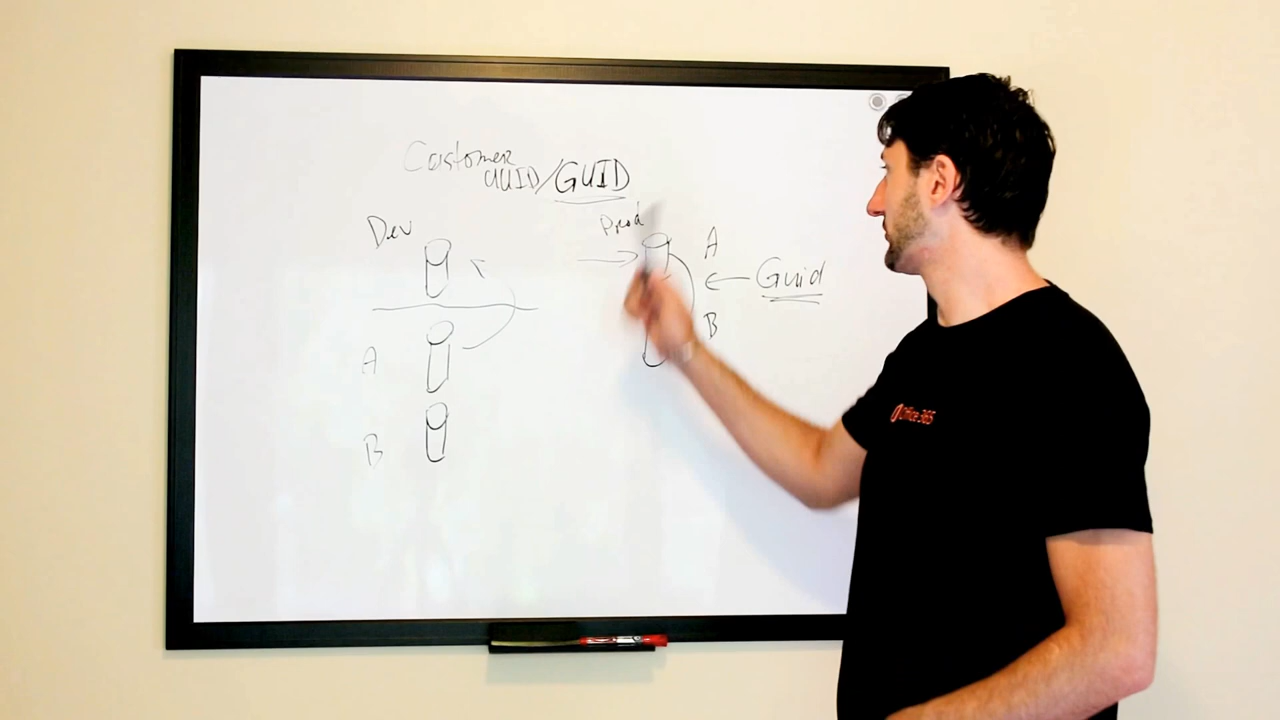 Customer
UUID/GUID
Dev
Prod
A
Guid
B
A
B
Office 365